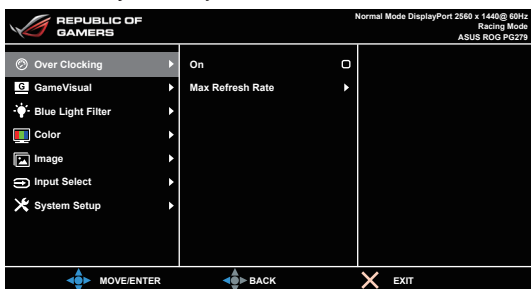 REPUBLIC OF
GAMERS
Normal Mode DisplayPort 2560 x 1440@ 60Hz
Racing Mode
ASUS ROG PG279
Over Clocking
On
G GameVisual
Max Refresh Rate
Blue Light Filter
Color
Image
Input Select
System Setup
MOVE/ENTER
BACK
EXIT